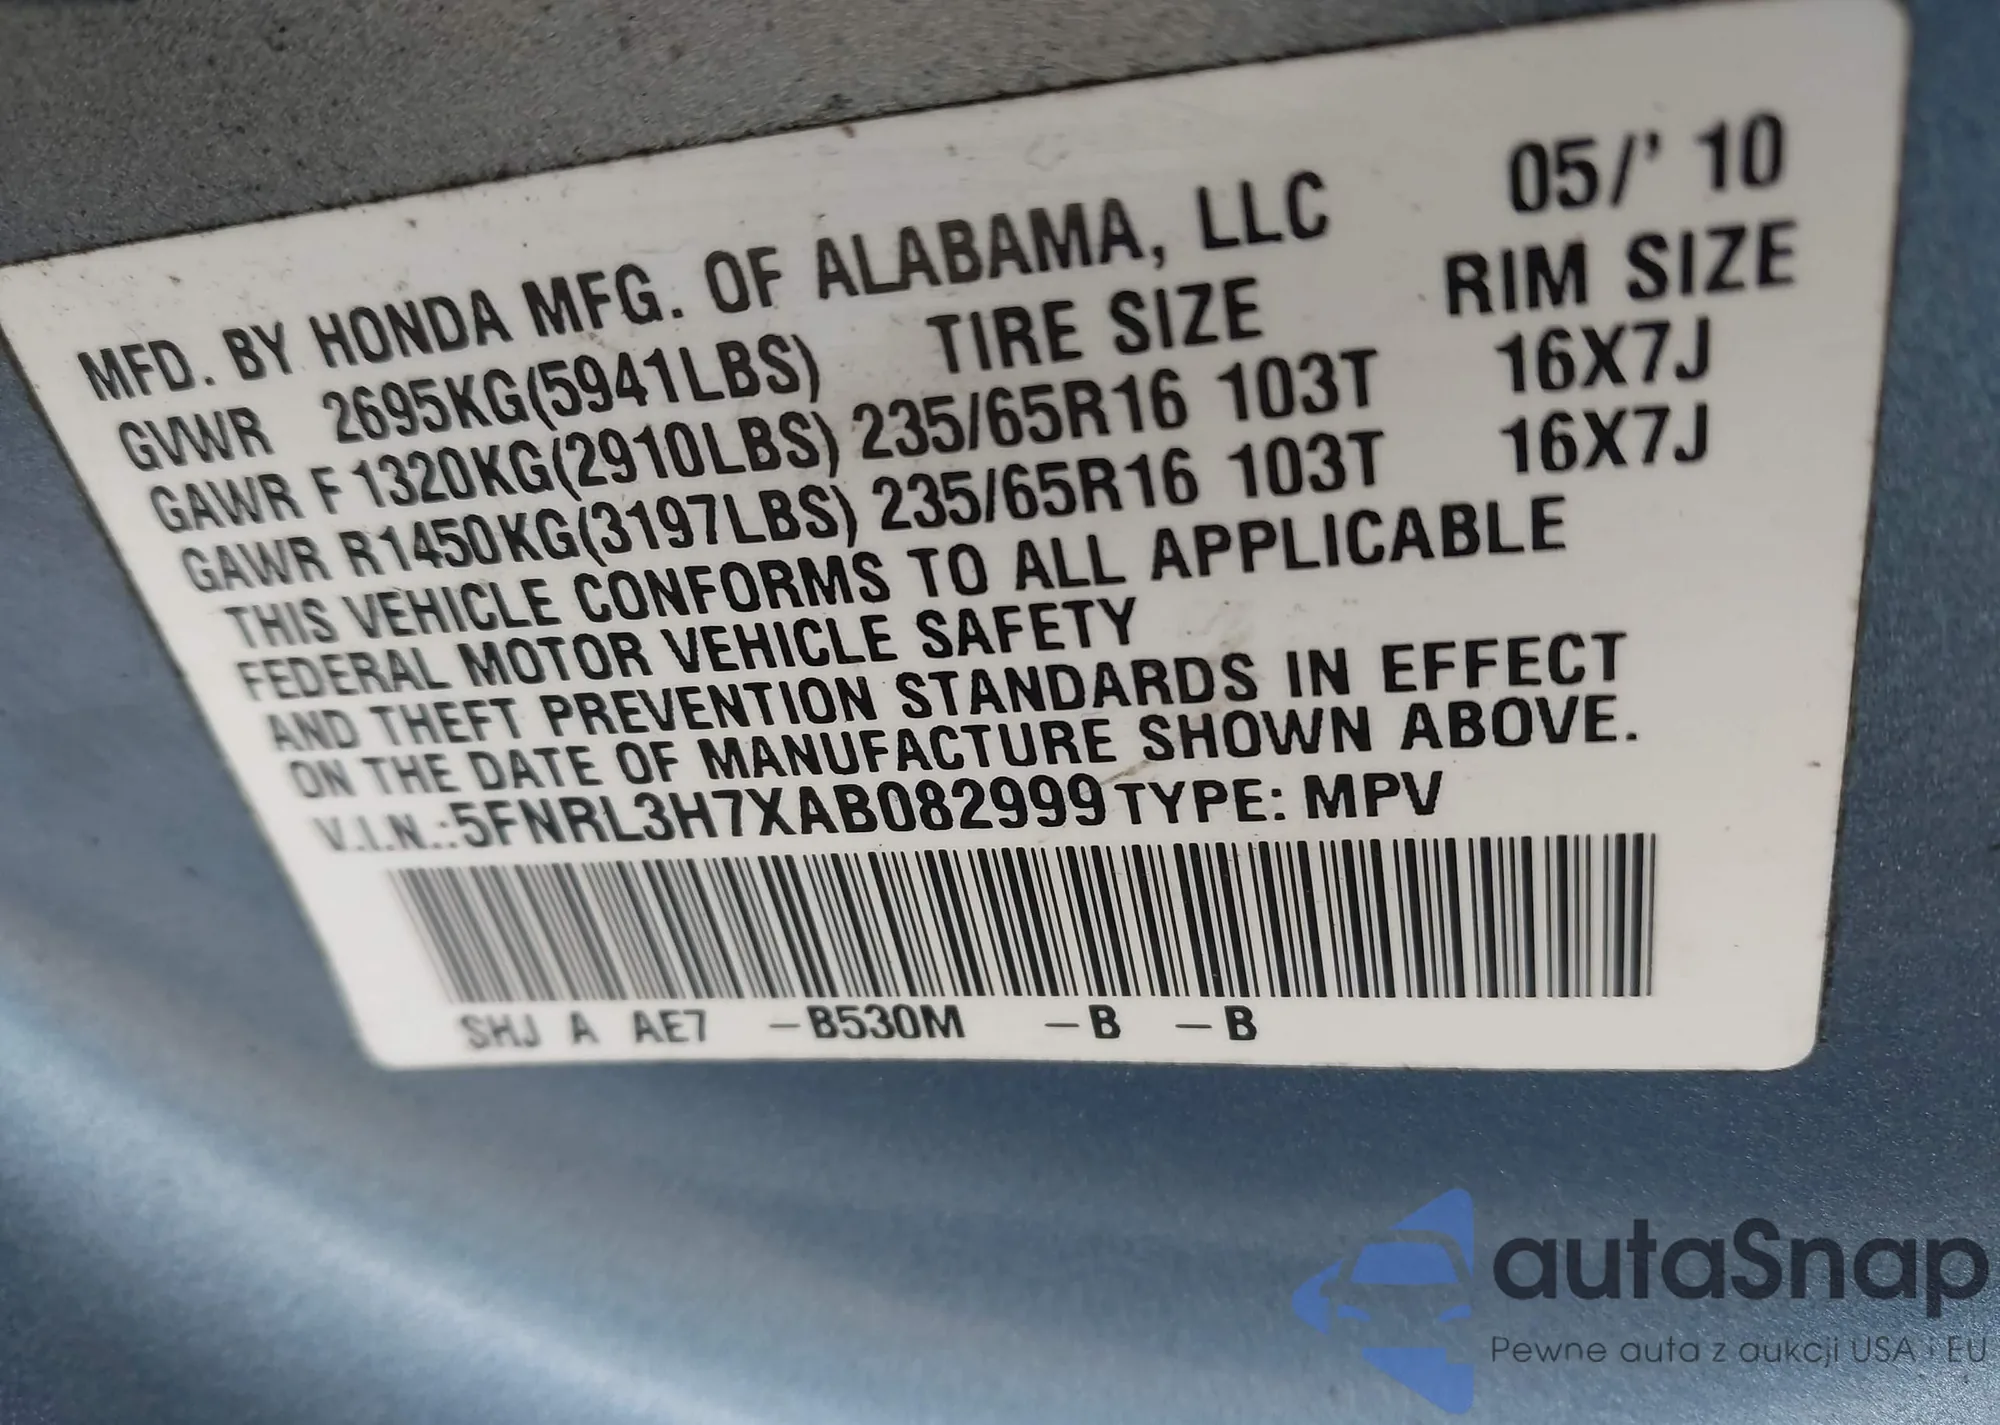 MFD. BY HONDA MFG. OF ALABAMA, LLC 05/' 10
GVWR 2695KG(5941LBS) TIRE SIZE RIM SIZE
GAWR F 1320KG(2910LBS) 235/65R16 103T 16X7J
GAWR R1450KG(3197LBS) 235/65R16 103T 16X7J
THIS VEHICLE CONFORMS TO ALL APPLICABLE
FEDERAL MOTOR VEHICLE SAFETY
AND THEFT PREVENTION STANDARDS IN EFFECT
ON THE DATE OF MANUFACTURE SHOWN ABOVE.
V.I.N.:5FNRL3H7XAB082999 TYPE: MPV
SHJ A AE7 –B530M –B –B
autaSnap
Pewne auta z aukcji USA i EU